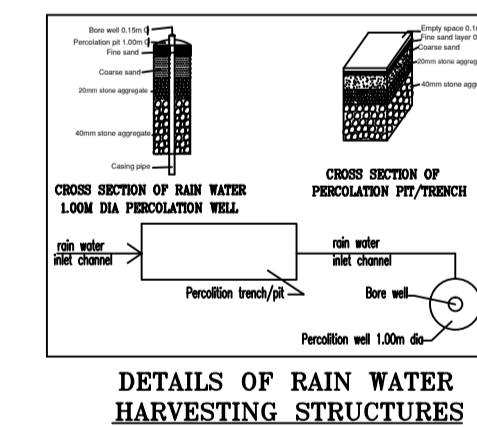 Bore well 0.15m
Percolation pit 1.00m
Fine sand
Coarse sand
20mm stone aggregate
40mm stone aggregate
Casing pipe
CROSS SECTION OF RAIN WATER
1.00M DIA PERCOLATION WELL
Empty space
Fine sand layer
Coarse sand
20mm stone
40mm stone
CROSS SECTION OF
PERCOLATION PIT/TRENCH
rain water
inlet channel
Percolition trench/pit
rain water
inlet channel
Bore well
Percolition well 1.00m dia
DETAILS OF RAIN WATER
HARVESTING STRUCTURES